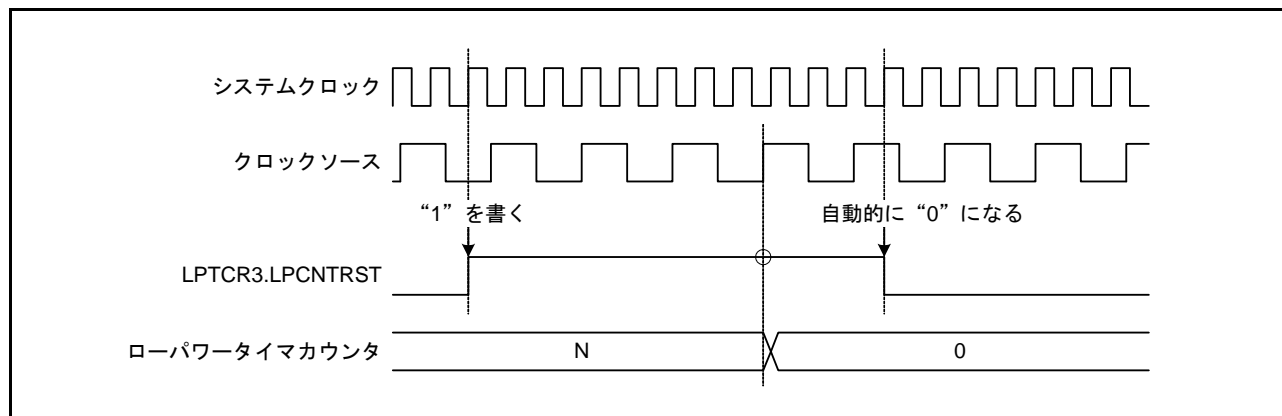 システムクロック
クロックソース
“1”を書く
自動的に“0”になる
LPTCR3.LPCNTRST
ローパワータイマカウンタ
N
0